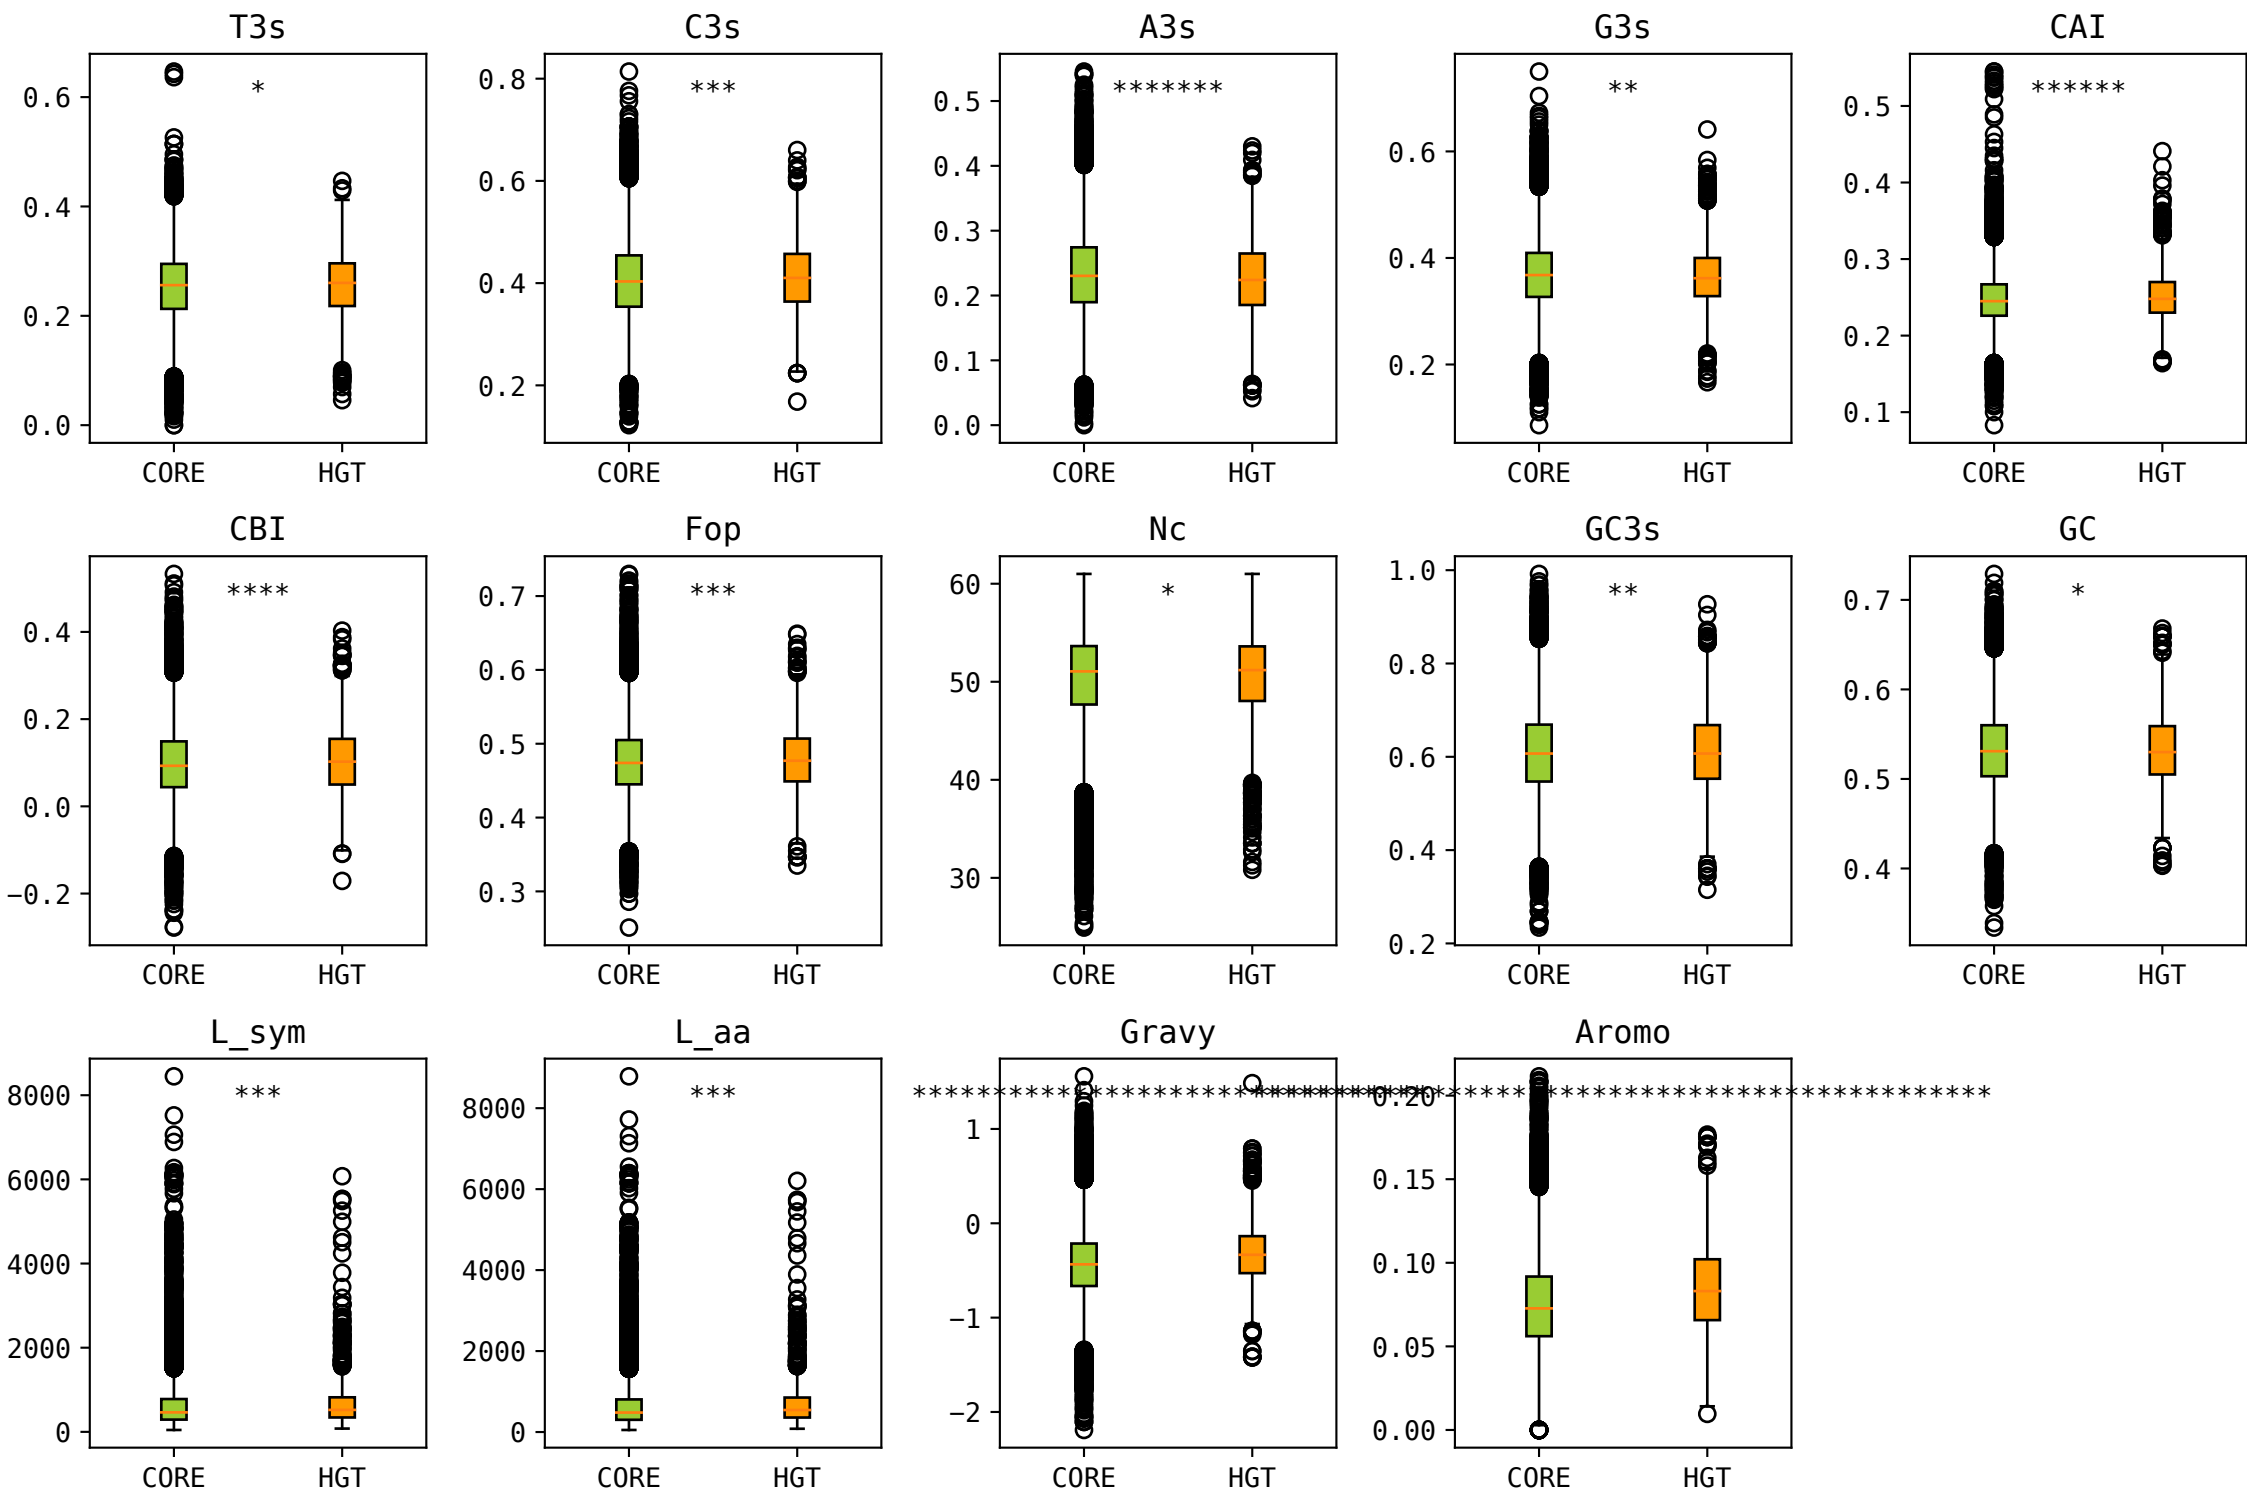 T3s
*
0.6
0.4
0.2
0.0
CORE HGT
C3s
***
0.8
0.6
0.4
0.2
CORE HGT
A3s
*******
0.5
0.4
0.3
0.2
0.1
0.0
CORE HGT
G3s
**
0.6
0.4
0.2
CORE HGT
CAI
******
0.5
0.4
0.3
0.2
0.1
CORE HGT
CBI
****
0.4
0.2
0.0
−0.2
CORE HGT
Fop
***
0.7
0.6
0.5
0.4
0.3
CORE HGT
Nc
*
60
50
40
30
CORE HGT
GC3s
**
1.0
0.8
0.6
0.4
0.2
CORE HGT
GC
*
0.7
0.6
0.5
0.4
CORE HGT
L_sym
***
8000
6000
4000
2000
0
CORE HGT
L_aa
***
8000
6000
4000
2000
0
CORE HGT
Gravy
1
0
−1
−2
CORE HGT
Aromo
0.20
0.15
0.10
0.05
0.00
CORE HGT